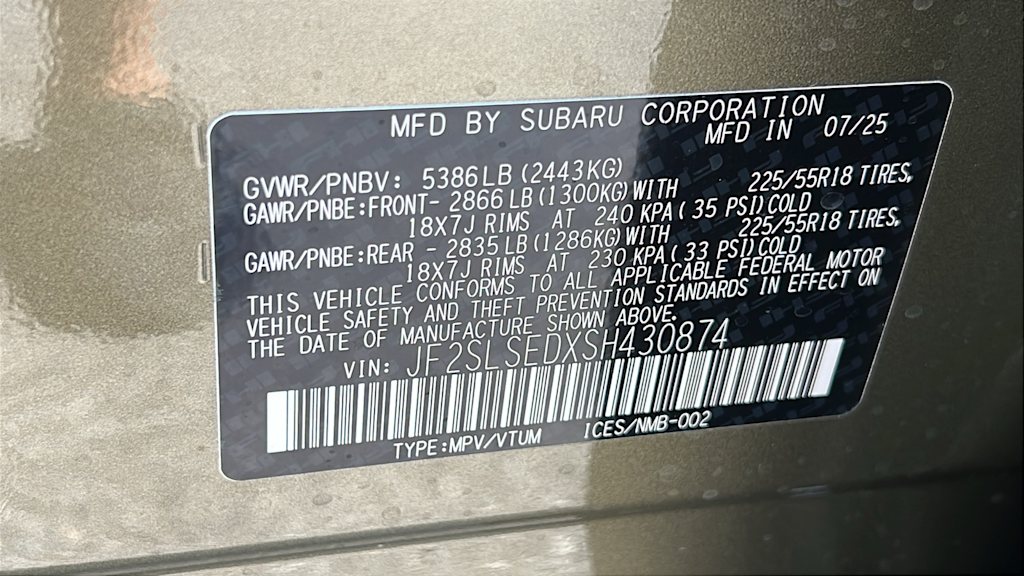 MFD BY SUBARU CORPORATION
MFD IN 07/25
GVWR/PNBV: 5386LB (2443KG)
GAWR/PNBE:FRONT- 2866 LB (1300KG) WITH 225/55R18 TIRES,
18X7J RIMS AT 240 KPA ( 35 PSI) COLD
GAWR/PNBE:REAR - 2835 LB (1286KG) WITH 225/55R18 TIRES,
18X7J RIMS AT 230 KPA ( 33 PSI) COLD
THIS VEHICLE CONFORMS TO ALL APPLICABLE FEDERAL MOTOR
VEHICLE SAFETY AND THEFT PREVENTION STANDARDS IN EFFECT ON
THE DATE OF MANUFACTURE SHOWN ABOVE.
VIN: JF2SLSEDXSH430874
TYPE:MPV/VTUM ICES/NMB-002